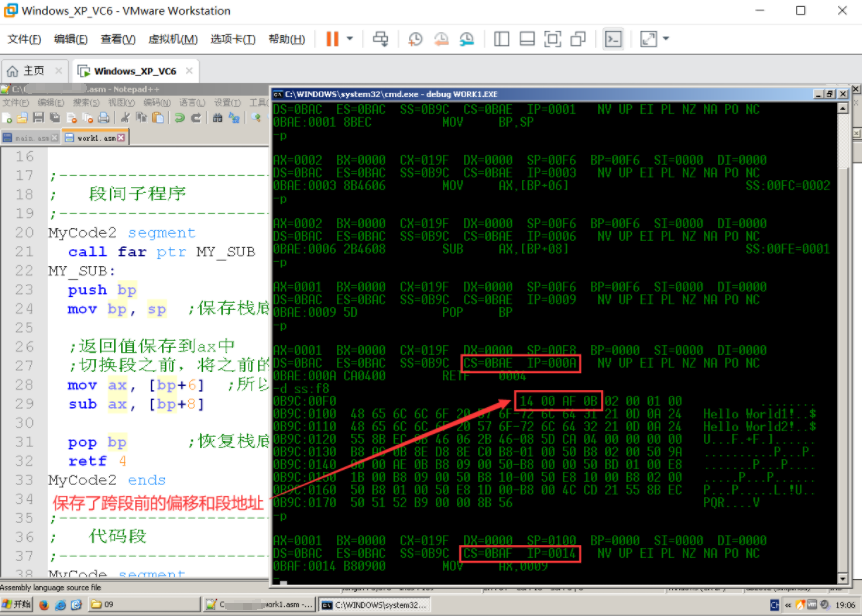 Windows_XP_VC6 - VMware Workstation
文件(F) 编辑(E) 查看(V) 虚拟机(M) 选项卡(T) 帮助(H)
主页 Windows_XP_VC6
.asm - Notepad++
文件(F) 编辑(E) 搜索(S) 视图(V) 编码(N) 语言(L) 设置(T) 工具
main.asm work1.asm
16
17 ;-----------------------
18 ; 段间子程序
19 ;-----------------------
20 MyCode2 segment
21 call far ptr MY_SUB
22 MY_SUB:
23 push bp
24 mov bp, sp ;保存栈底
25
26 ;返回值保存到ax中
27 ;切换段之前，将之前的
28 mov ax, [bp+6] ;所以
29 sub ax, [bp+8]
30
31 pop bp ;恢复栈底
32 retf 4
33 MyCode2 ends
34 保存了跨段前的偏移和段地址
35 ;-----------------------
36 ; 代码段
37 ;-----------------------
38 MyCode segment
Assembly language source file
C:\WINDOWS\system32\cmd.exe - debug WORK1.EXE
DS=0BAC ES=0BAC SS=0B9C CS=0BAE IP=0001 NV UP EI PL NZ NA PO NC
0BAE:0001 8BEC MOV BP,SP
-p
AX=0002 BX=0000 CX=019F DX=0000 SP=00F6 BP=00F6 SI=0000 DI=0000
DS=0BAC ES=0BAC SS=0B9C CS=0BAE IP=0003 NV UP EI PL NZ NA PO NC
0BAE:0003 8B4606 MOV AX,[BP+06] SS:00FC=0002
-p
AX=0002 BX=0000 CX=019F DX=0000 SP=00F6 BP=00F6 SI=0000 DI=0000
DS=0BAC ES=0BAC SS=0B9C CS=0BAE IP=0006 NV UP EI PL NZ NA PO NC
0BAE:0006 2B4608 SUB AX,[BP+08] SS:00FE=0001
-p
AX=0001 BX=0000 CX=019F DX=0000 SP=00F6 BP=00F6 SI=0000 DI=0000
DS=0BAC ES=0BAC SS=0B9C CS=0BAE IP=0009 NV UP EI PL NZ NA PO NC
0BAE:0009 5D POP BP
-p
AX=0001 BX=0000 CX=019F DX=0000 SP=00F8 BP=0000 SI=0000 DI=0000
DS=0BAC ES=0BAC SS=0B9C CS=0BAE IP=000A NV UP EI PL NZ NA PO NC
0BAE:000A CA0400 RETF 0004
-d ss:f8
0B9C:00F0 14 00 AF 0B 02 00 01 00 ........
0B9C:0100 48 65 6C 6C 6F 20 57 6F-72 6C 64 31 21 0D 0A 24 Hello World1!..$
0B9C:0110 48 65 6C 6C 6F 20 57 6F-72 6C 64 32 21 0D 0A 24 Hello World2!..$
0B9C:0120 55 8B EC 8B 46 06 2B 46-08 5D CA 04 00 00 00 00 U...F.+F.]......
0B9C:0130 B8 AC 0B 8E D8 8E C0 B8-01 00 50 B8 02 00 50 9A
0B9C:0140 00 00 AE 0B B8 09 00 50-B8 00 00 50 BD 01 00 E8
0B9C:0150 1B 00 B8 09 00 50 B8 10-00 50 E8 10 00 B8 02 00
0B9C:0160 50 B8 01 00 50 E8 1D 00-B8 00 4C CD 21 55 8B EC P...P.....L.!U..
0B9C:0170 50 51 52 B9 00 00 8B 56 PQR....V
-p
AX=0001 BX=0000 CX=019F DX=0000 SP=0100 BP=0000 SI=0000 DI=0000
DS=0BAC ES=0BAC SS=0B9C CS=0BAF IP=0014 NV UP EI PL NZ NA PO NC
0BAF:0014 B80900 MOV AX,0009
-
开始 09 work1.asm -... C:\WINDOWS\system32... 19:06